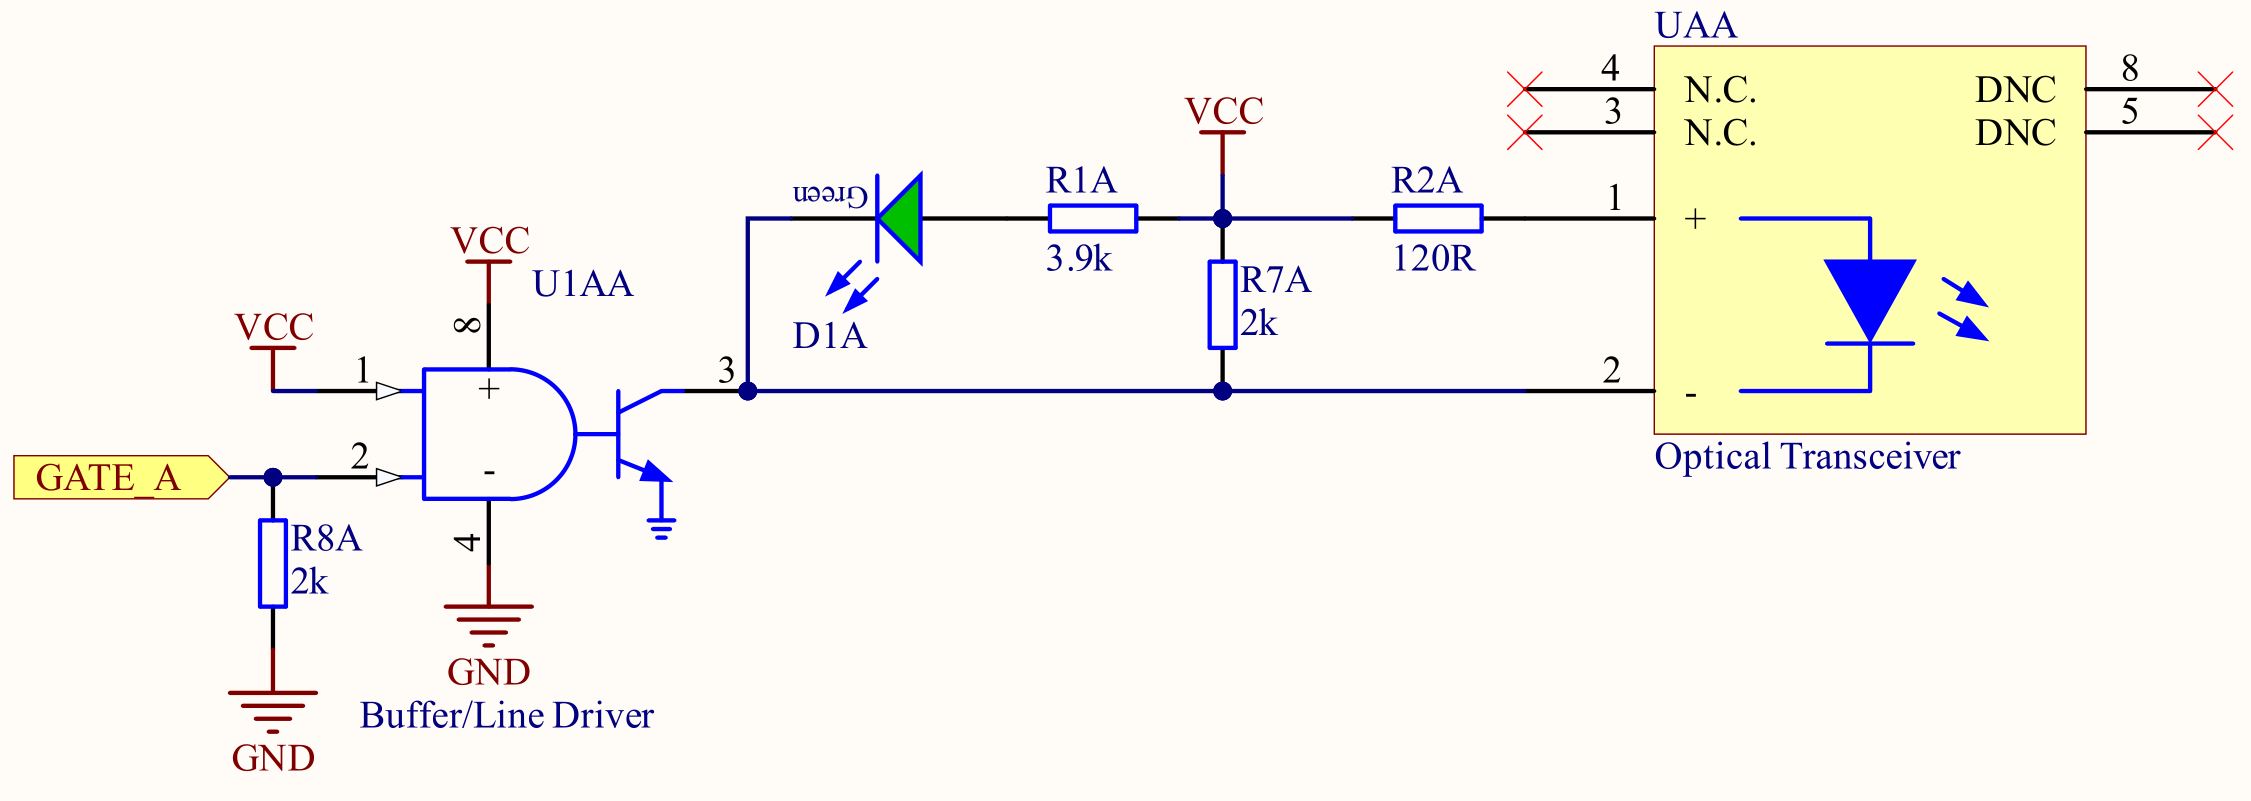 UAA
4
N.C.
DNC
8
3
N.C.
DNC
5
VCC
Green
R1A
R2A
1
+
3.9k
120R
VCC
U1AA
R7A
2k
D1A
8
VCC
1
+
3
2
-
2
-
GATE_A
Optical Transceiver
R8A
2k
4
GND
Buffer/Line Driver
GND